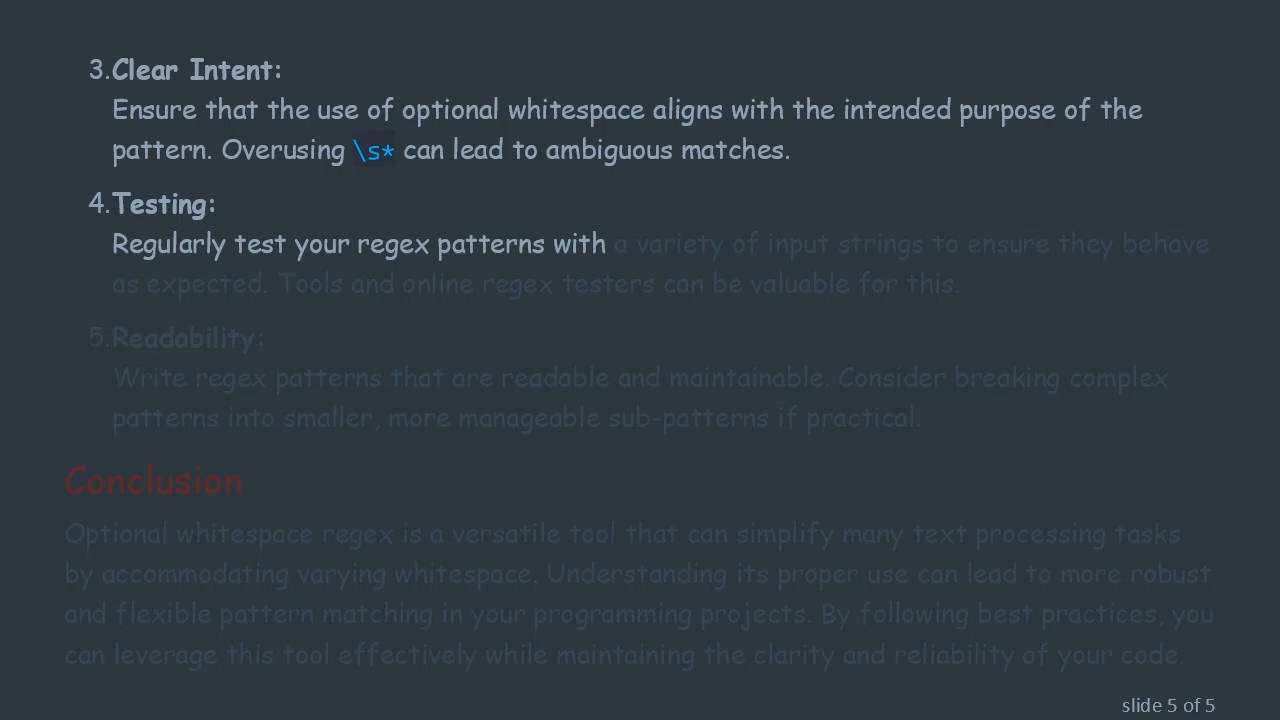 3.Clear Intent:
Ensure that the use of optional whitespace aligns with the intended purpose of the
pattern. Overusing \s* can lead to ambiguous matches.
4.Testing:
Regularly test your regex patterns with a variety of input strings to ensure they behave
as expected. Tools and online regex testers can be valuable for this.
5.Readability:
Write regex patterns that are readable and maintainable. Consider breaking complex
patterns into smaller, more manageable sub-patterns if practical.
Conclusion
Optional whitespace regex is a versatile tool that can simplify many text processing tasks
by accommodating varying whitespace. Understanding its proper use can lead to more robust
and flexible pattern matching in your programming projects. By following best practices, you
can leverage this tool effectively while maintaining the clarity and reliability of your code.
slide 5 of 5